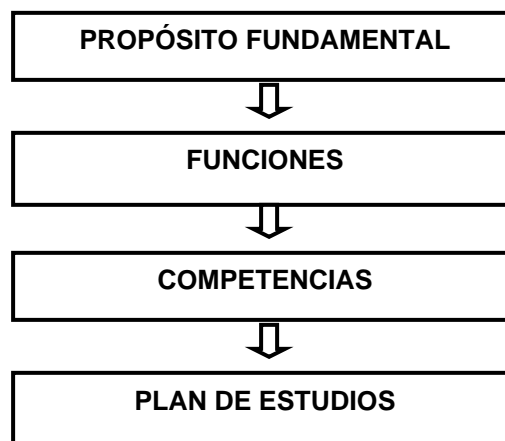 PROPÓSITO FUNDAMENTAL
FUNCIONES
COMPETENCIAS
PLAN DE ESTUDIOS